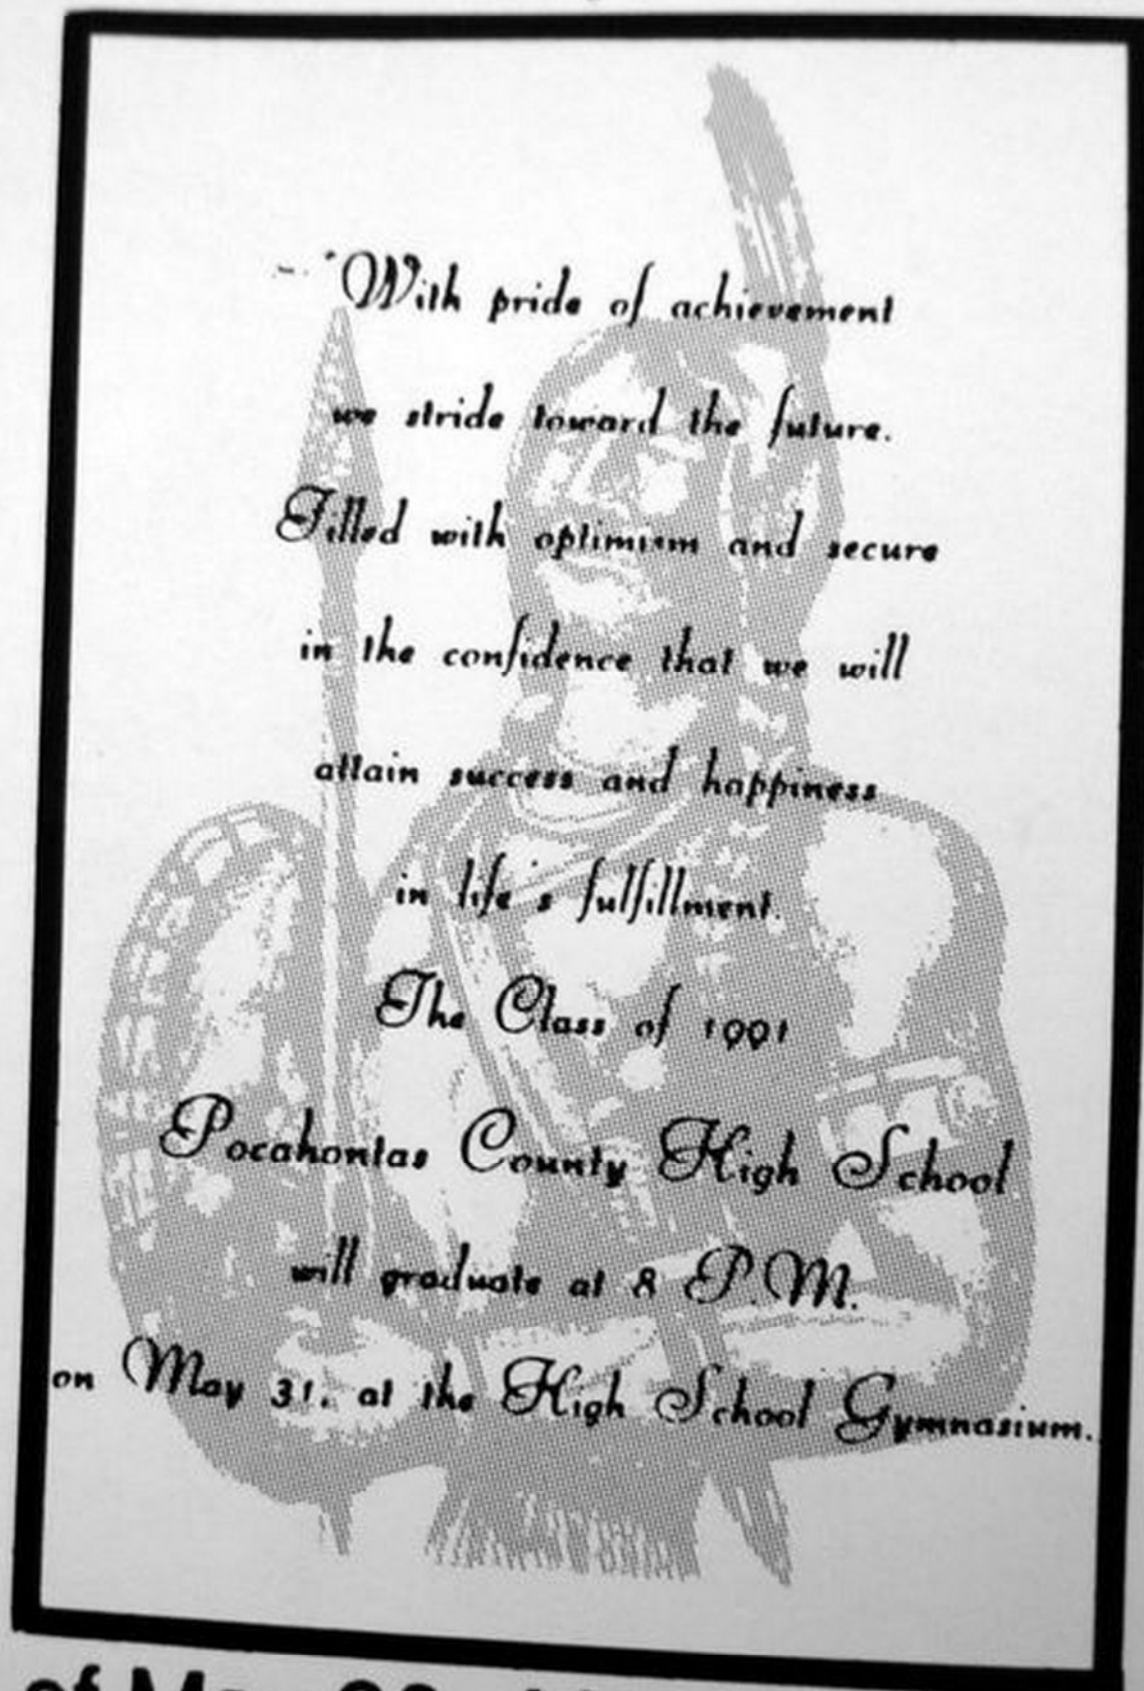 With pride of achievement
we stride toward the future.
Filled with optimism and secure
in the confidence that we will
attain success and happiness
in life's fulfillment.
The Class of 1991
Pocahontas County High School
will graduate at 8 P.M.
on May 31, at the High School Gymnasium.
of